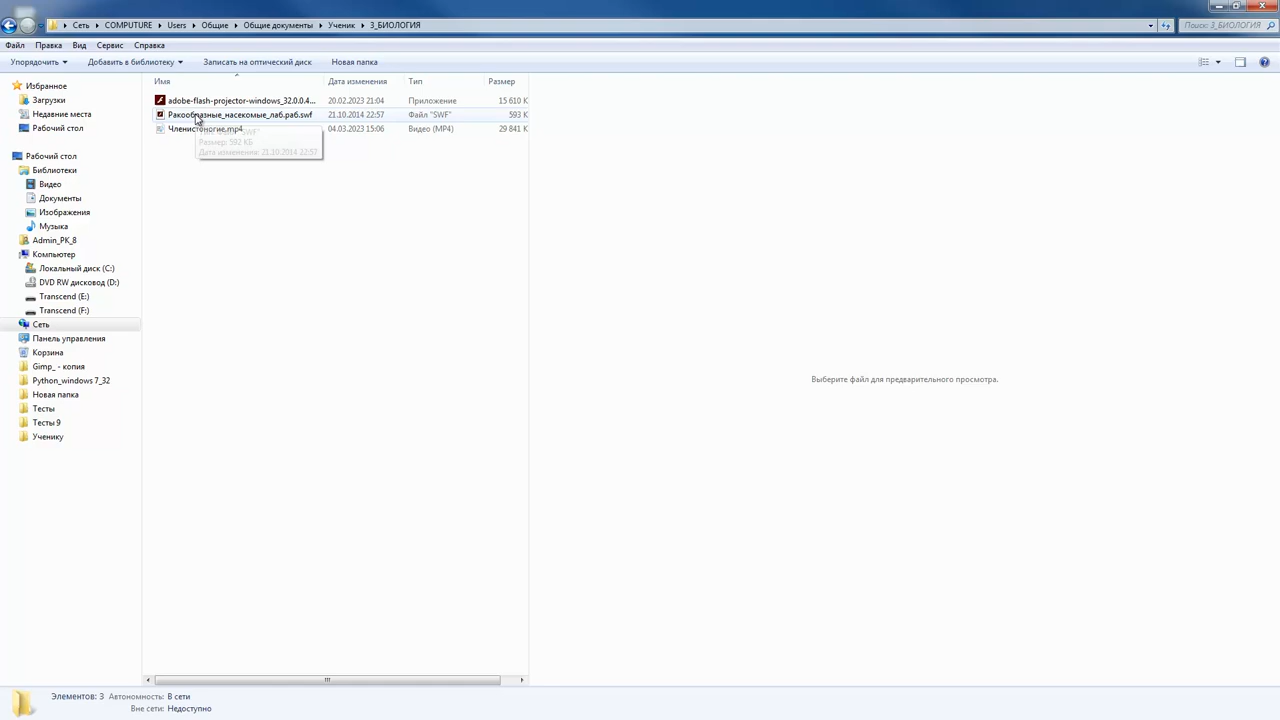 Сеть ▸ COMPUTURE ▸ Users ▸ Общие ▸ Общие документы ▸ Ученик ▸ 3_БИОЛОГИЯ
Поиск: 3_БИОЛОГИЯ
Файл Правка Вид Сервис Справка
Упорядочить Добавить в библиотеку Записать на оптический диск Новая папка
Избранное
Загрузки
Недавние места
Рабочий стол
Рабочий стол
Библиотеки
Видео
Документы
Изображения
Музыка
Admin_PK_8
Компьютер
Локальный диск (C:)
DVD RW дисковод (D:)
Transcend (E:)
Transcend (F:)
Сеть
Панель управления
Корзина
Gimp_ - копия
Python_windows 7_32
Новая папка
Тесты
Тесты 9
Ученику
Имя Дата изменения Тип Размер
adobe-flash-projector-windows_32.0.0.4... 20.02.2023 21:04 Приложение 15 610 К
Ракообразные_насекомые_лаб.раб.swf 21.10.2014 22:57 Файл "SWF" 593 К
Членистоногие.mp4 04.03.2023 15:06 Видео (MP4) 29 841 К
Размер: 592 КБ
Дата изменения: 21.10.2014 22:57
Выберите файл для предварительного просмотра.
Элементов: 3 Автономность: В сети
Вне сети: Недоступно